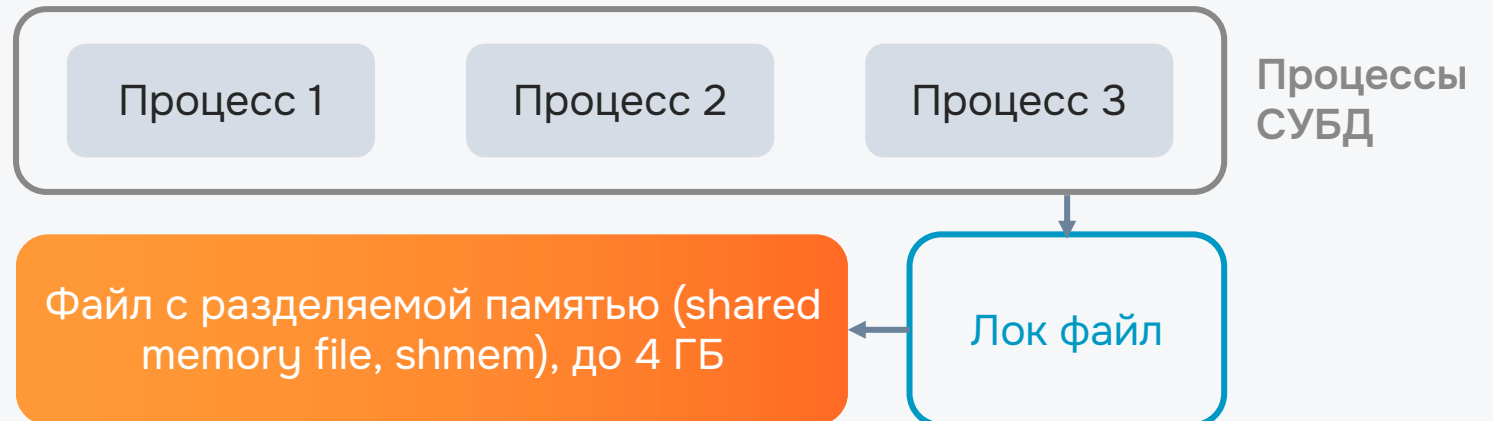 Процесс 1
Процесс 2
Процесс 3
Процессы
СУБД
Файл с разделяемой памятью (shared
memory file, shmem), до 4 ГБ
Лок файл